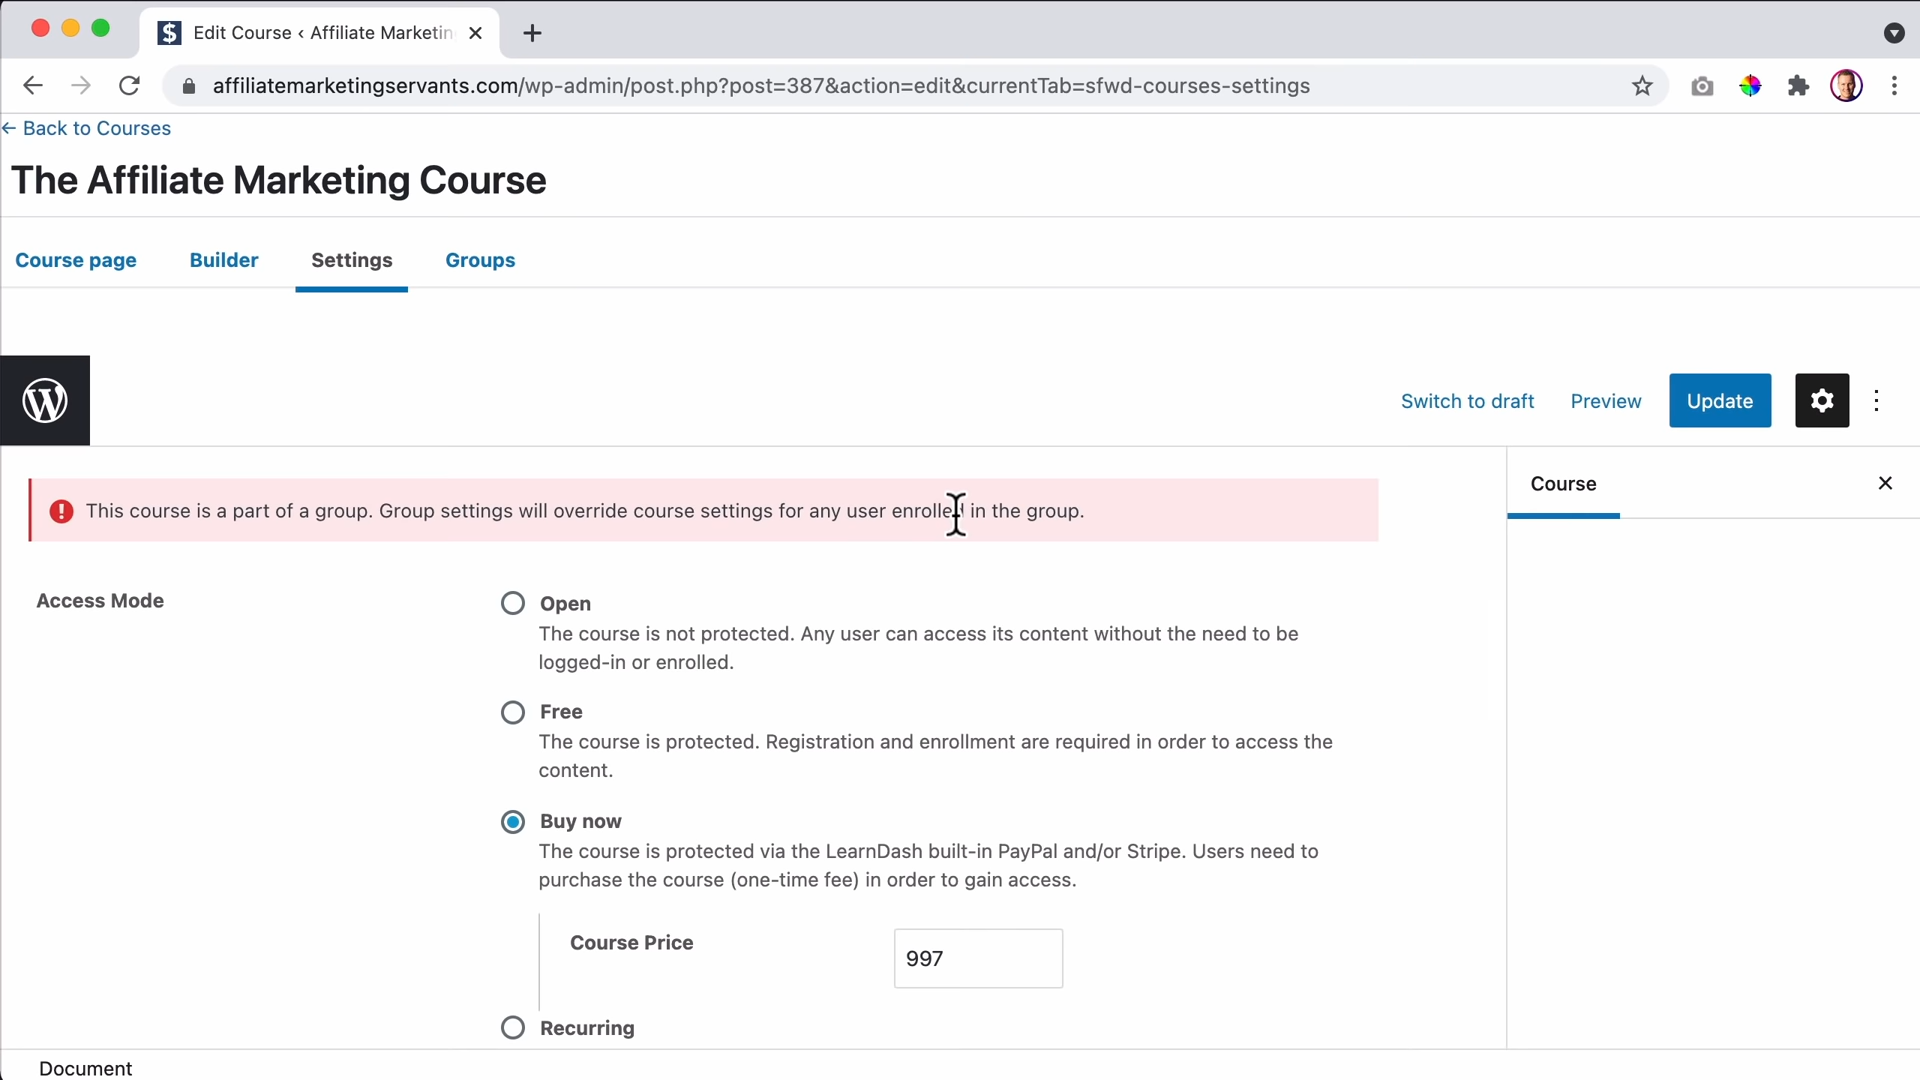 Edit Course ‹ Affiliate Marketin
affiliatemarketingservants.com/wp-admin/post.php?post=387&action=edit&currentTab=sfwd-courses-settings
← Back to Courses
The Affiliate Marketing Course
Course page Builder Settings Groups
Switch to draft Preview Update
This course is a part of a group. Group settings will override course settings for any user enrolled in the group.
Course
Access Mode
Open
The course is not protected. Any user can access its content without the need to be
logged-in or enrolled.
Free
The course is protected. Registration and enrollment are required in order to access the
content.
Buy now
The course is protected via the LearnDash built-in PayPal and/or Stripe. Users need to
purchase the course (one-time fee) in order to gain access.
Course Price 997
Recurring
Document